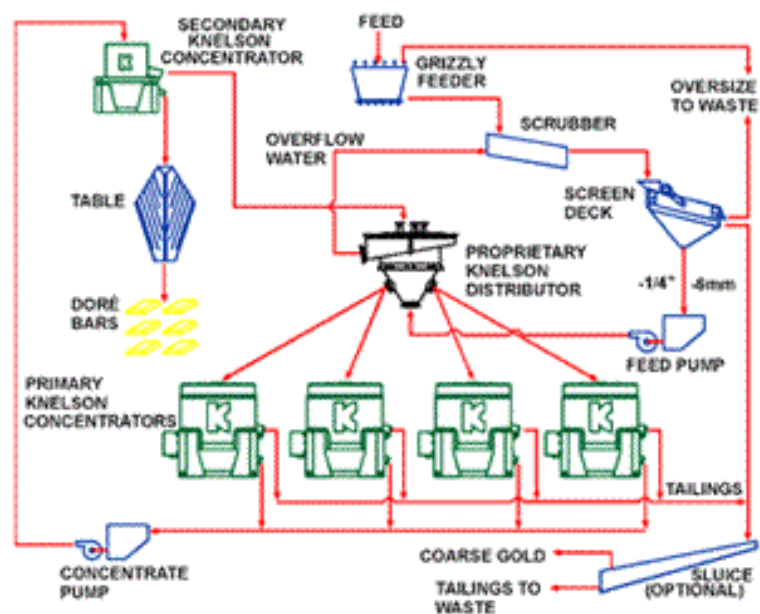 SECONDARY
KNELSON
CONCENTRATOR
K
FEED
GRIZZLY
FEEDER
OVERSIZE
TO WASTE
SCRUBBER
OVERFLOW
WATER
SCREEN
DECK
TABLE
PROPRIETARY
KNELSON
DISTRIBUTOR
-1/4" -6mm
DORÉ
BARS
FEED PUMP
PRIMARY
KNELSON
CONCENTRATORS
K K K K
TAILINGS
CONCENTRATE
PUMP
COARSE GOLD
SLUICE
(OPTIONAL)
TAILINGS TO
WASTE